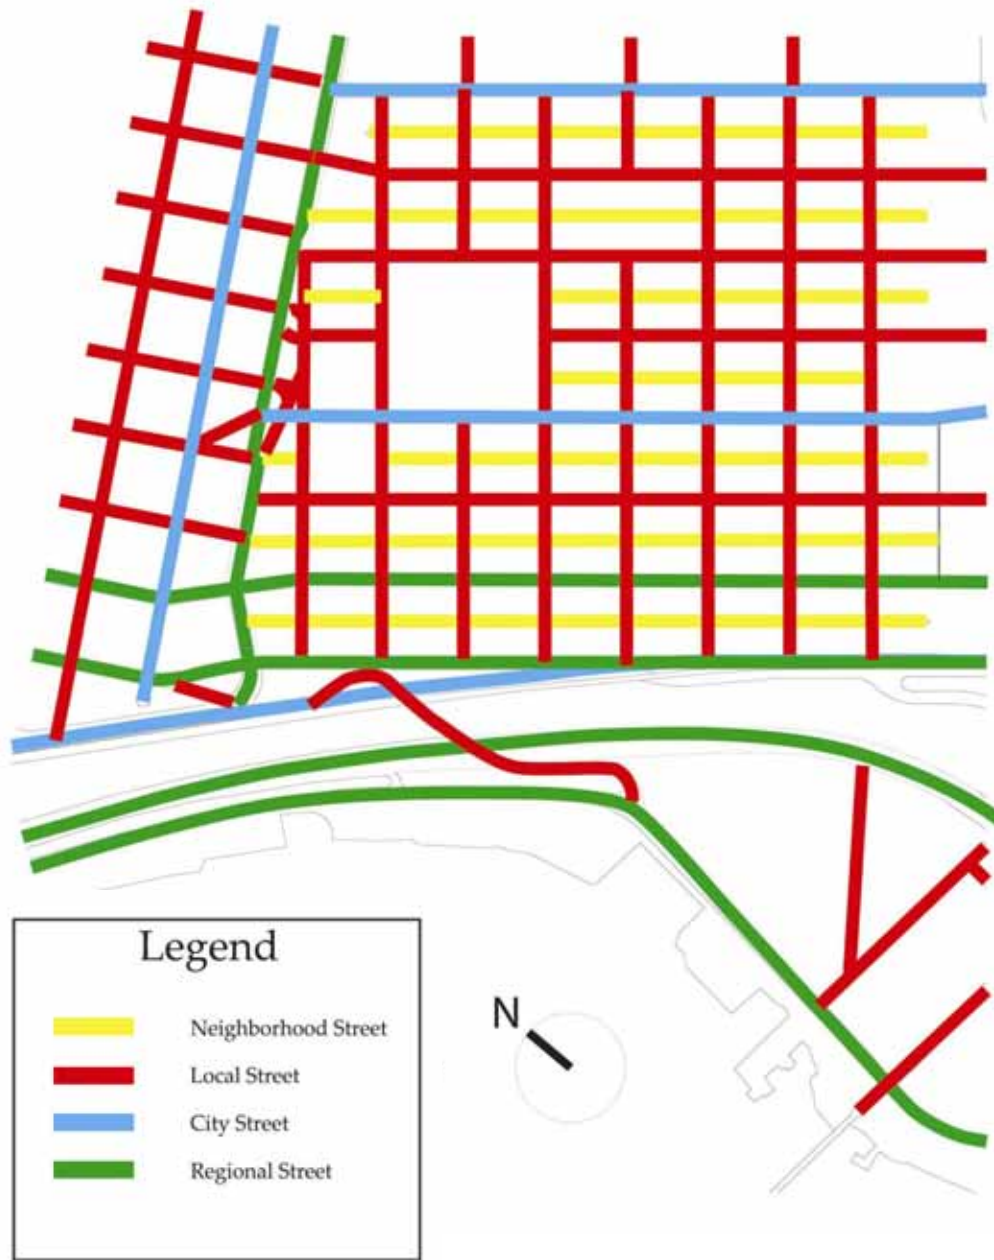 N
Legend
Neighborhood Street
Local Street
City Street
Regional Street